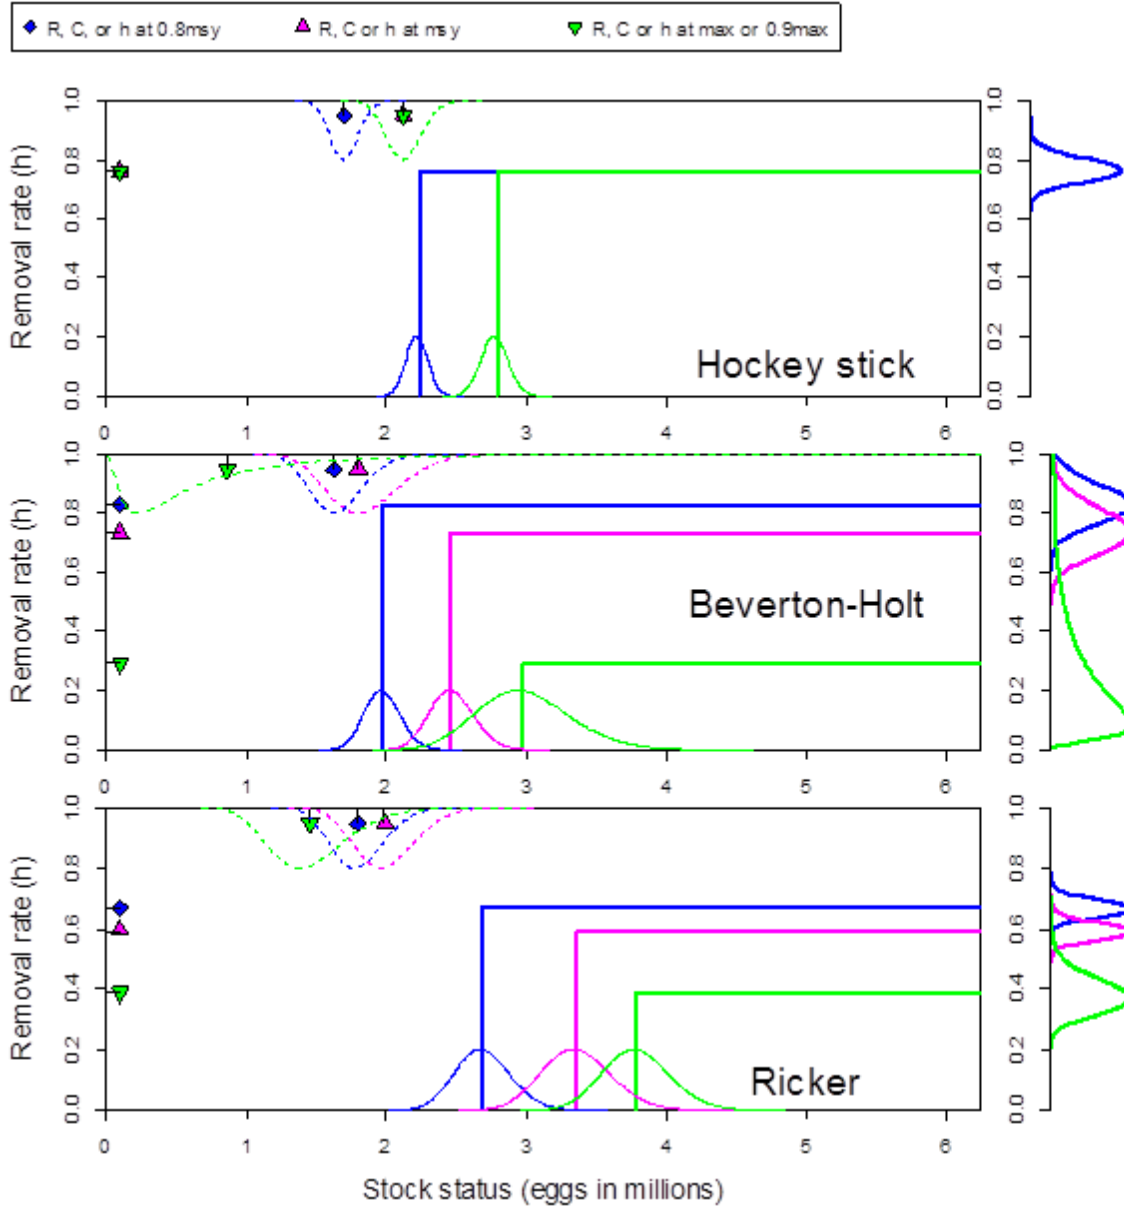 R, C, or h at 0.8msy R, C or h at msy R, C or h at max or 0.9max
Removal rate (h)
0.0 0.2 0.4 0.6 0.8 1.0
Hockey stick
0.0 0.2 0.4 0.6 0.8 1.0
0 1 2 3 4 5 6
Removal rate (h)
0.0 0.2 0.4 0.6 0.8 1.0
Beverton-Holt
0.0 0.2 0.4 0.6 0.8 1.0
0 1 2 3 4 5 6
Removal rate (h)
0.0 0.2 0.4 0.6 0.8 1.0
Ricker
0.0 0.2 0.4 0.6 0.8 1.0
0 1 2 3 4 5 6
Stock status (eggs in millions)